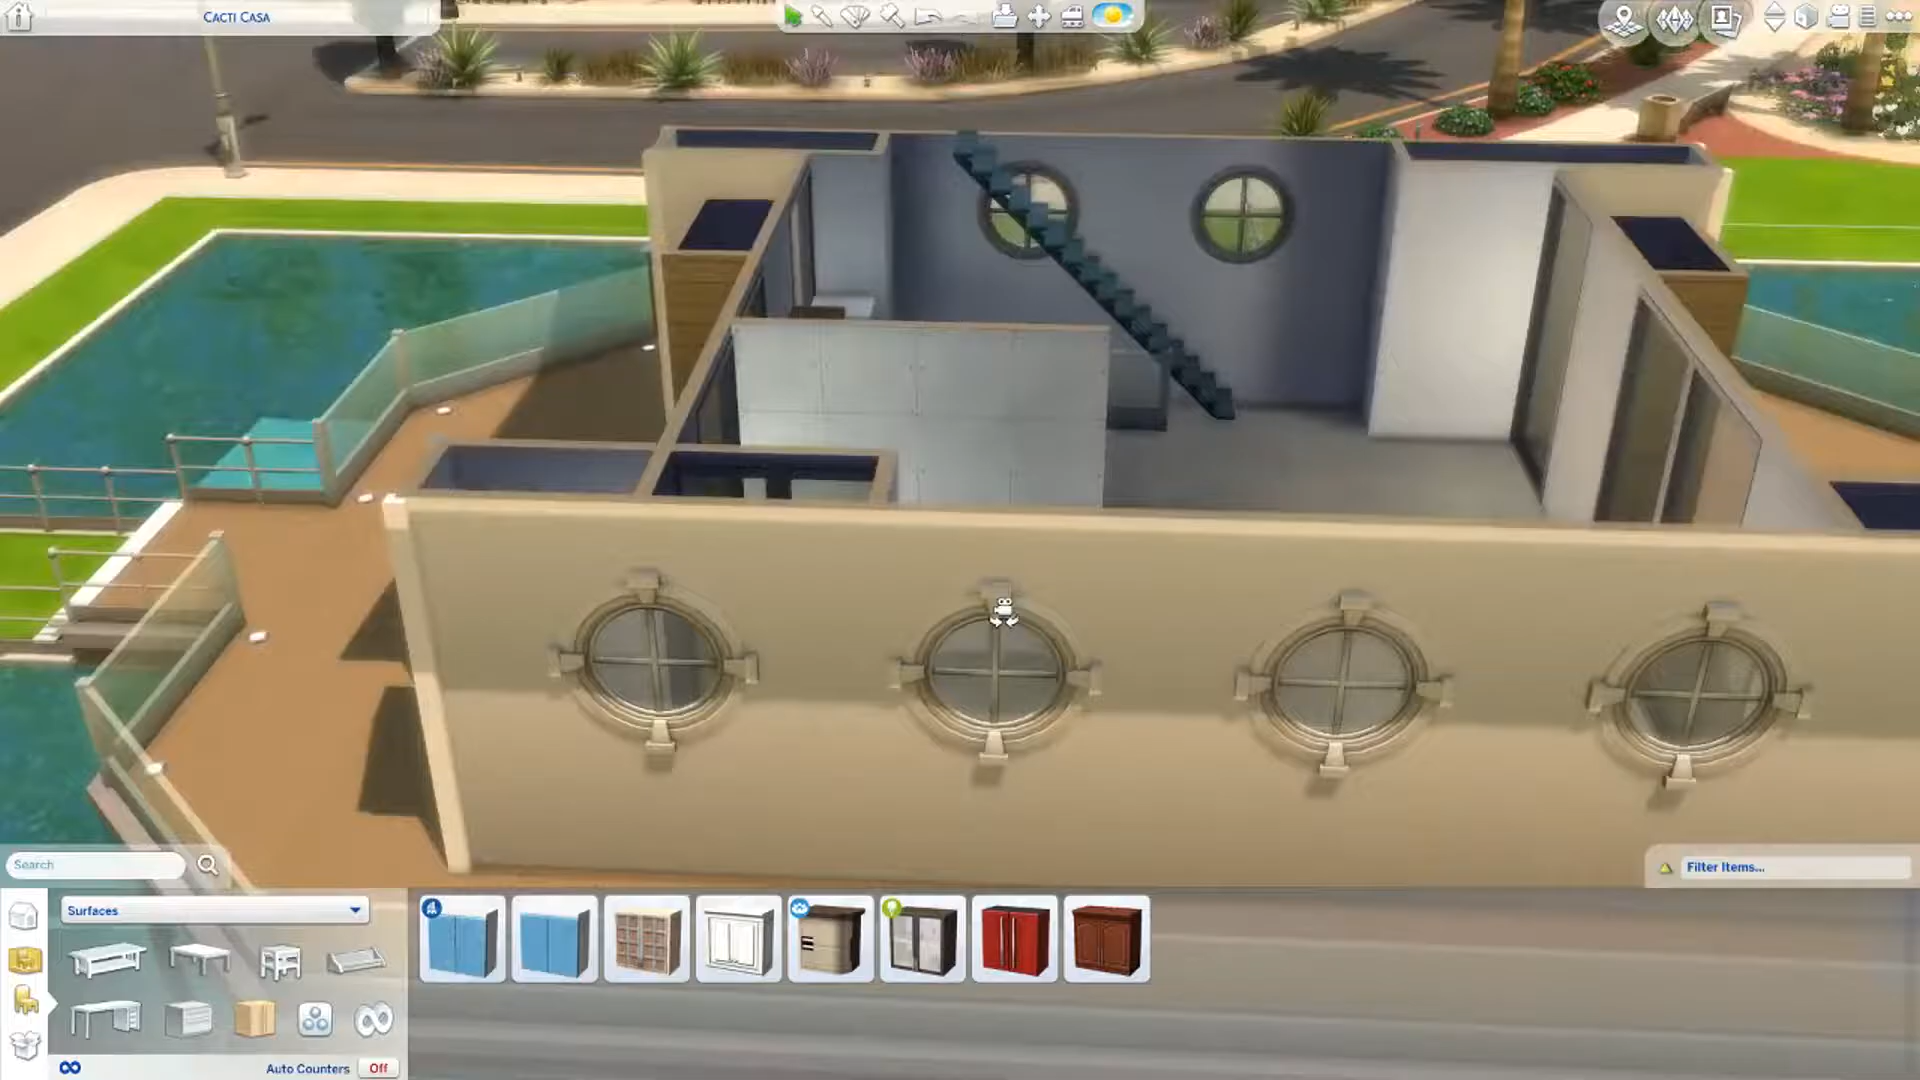 CACTI CASA
Search
Filter Items...
Surfaces
Auto Counters Off